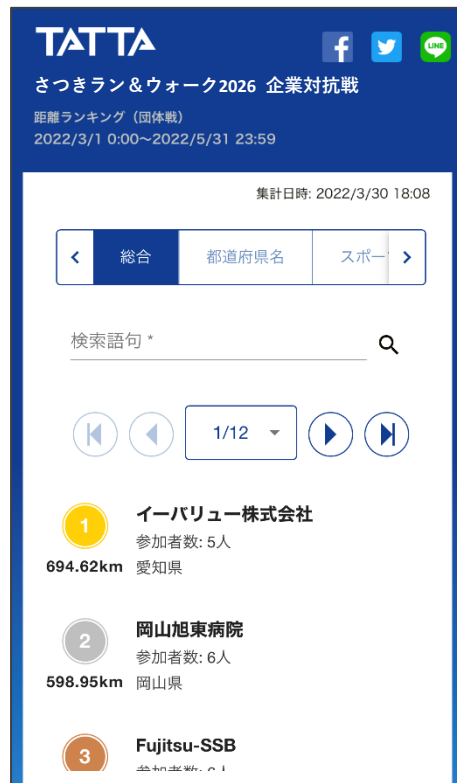 TATTA
LINE
さつきラン＆ウォーク2026 企業対抗戦
距離ランキング（団体戦）
2022/3/1 0:00～2022/5/31 23:59
集計日時: 2022/3/30 18:08
総合 都道府県名 スポー
検索語句 *
1/12
1 イーバリュー株式会社
参加者数: 5人
694.62km 愛知県
2 岡山旭東病院
参加者数: 6人
598.95km 岡山県
3 Fujitsu-SSB